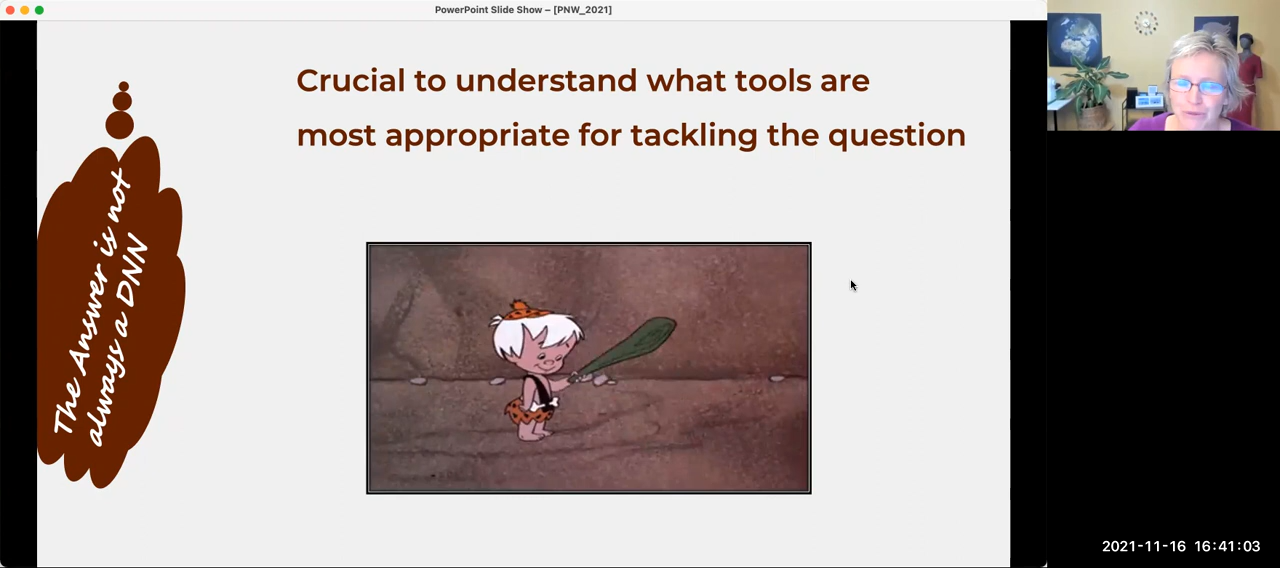 PowerPoint Slide Show – [PNW_2021]
Crucial to understand what tools are
most appropriate for tackling the question
The Answer is not
always a DNN
2021-11-16 16:41:03